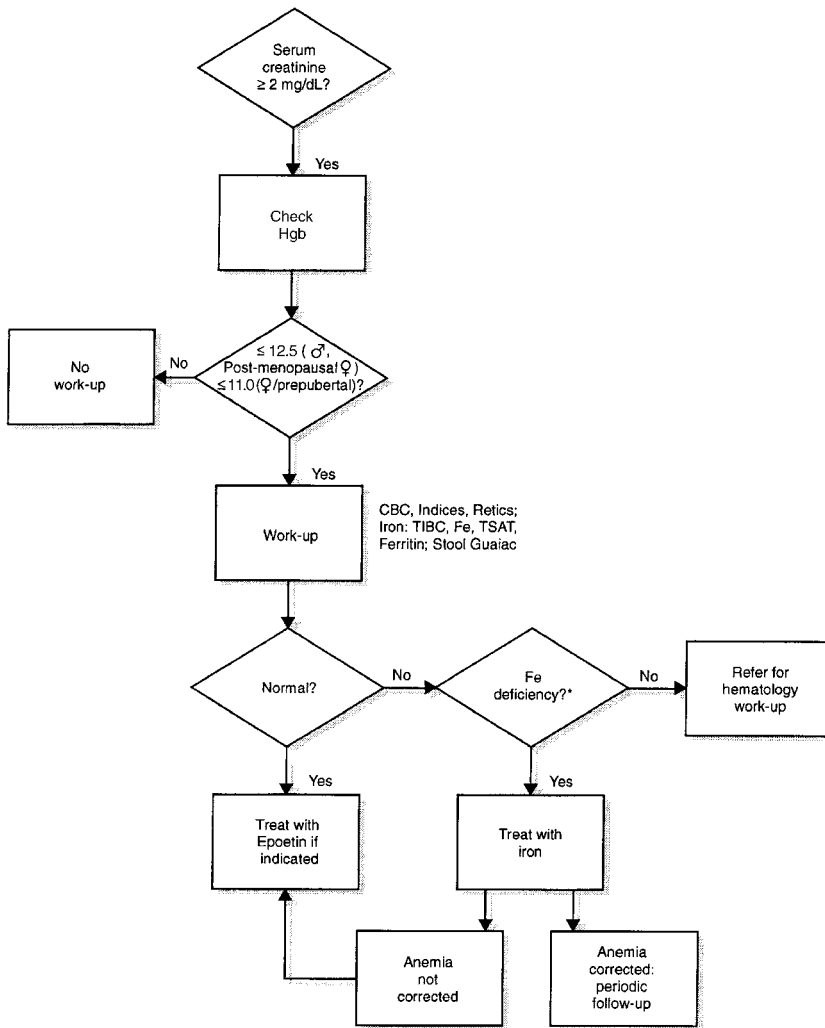 Serum
creatinine
≥ 2 mg/dL?
Yes
Check
Hgb
≤ 12.5 ( ♂,
Post-menopausal ♀)
≤ 11.0 (♀/prepubertal)?
No
No
work-up
Yes
Work-up
CBC, Indices, Retics;
Iron: TIBC, Fe, TSAT,
Ferritin; Stool Guaiac
Normal?
No
Fe
deficiency?*
No
Refer for
hematology
work-up
Yes
Yes
Treat with
Epoetin if
indicated
Treat with
iron
Anemia
not
corrected
Anemia
corrected:
periodic
follow-up